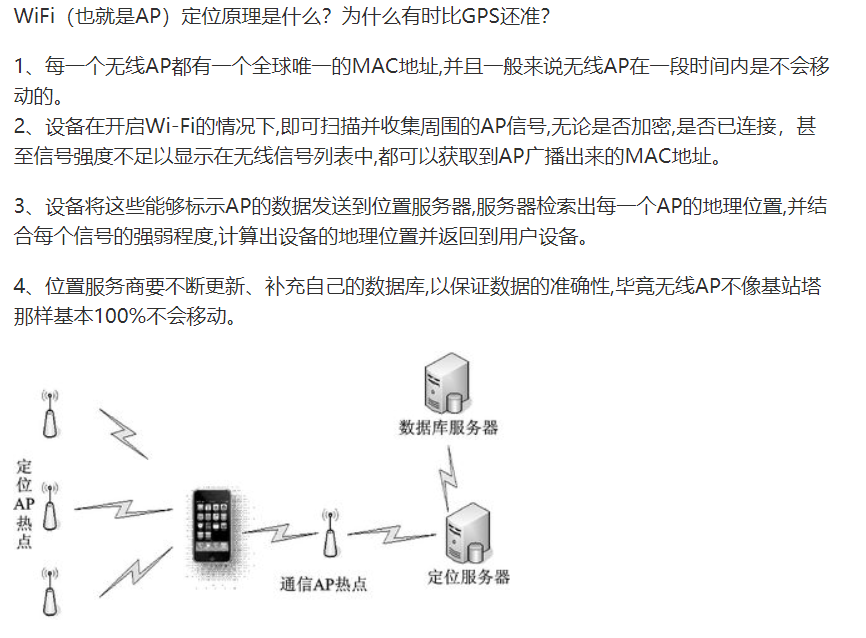 WiFi（也就是AP）定位原理是什么？为什么有时比GPS还准？
1、每一个无线AP都有一个全球唯一的MAC地址,并且一般来说无线AP在一段时间内是不会移
动的。
2、设备在开启Wi-Fi的情况下,即可扫描并收集周围的AP信号,无论是否加密,是否已连接，甚
至信号强度不足以显示在无线信号列表中,都可以获取到AP广播出来的MAC地址。
3、设备将这些能够标示AP的数据发送到位置服务器,服务器检索出每一个AP的地理位置,并结
合每个信号的强弱程度,计算出设备的地理位置并返回到用户设备。
4、位置服务商要不断更新、补充自己的数据库,以保证数据的准确性,毕竟无线AP不像基站塔
那样基本100%不会移动。
数据库服务器
定位AP热点
通信AP热点
定位服务器